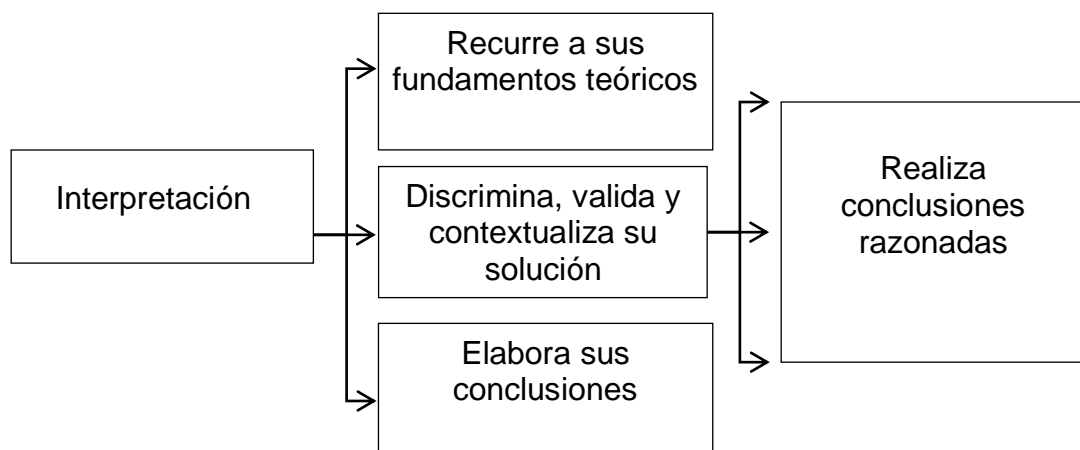 Recurre a sus
fundamentos teóricos
Interpretación
Discrimina, valida y
contextualiza su
solución
Elabora sus
conclusiones
Realiza
conclusiones
razonadas